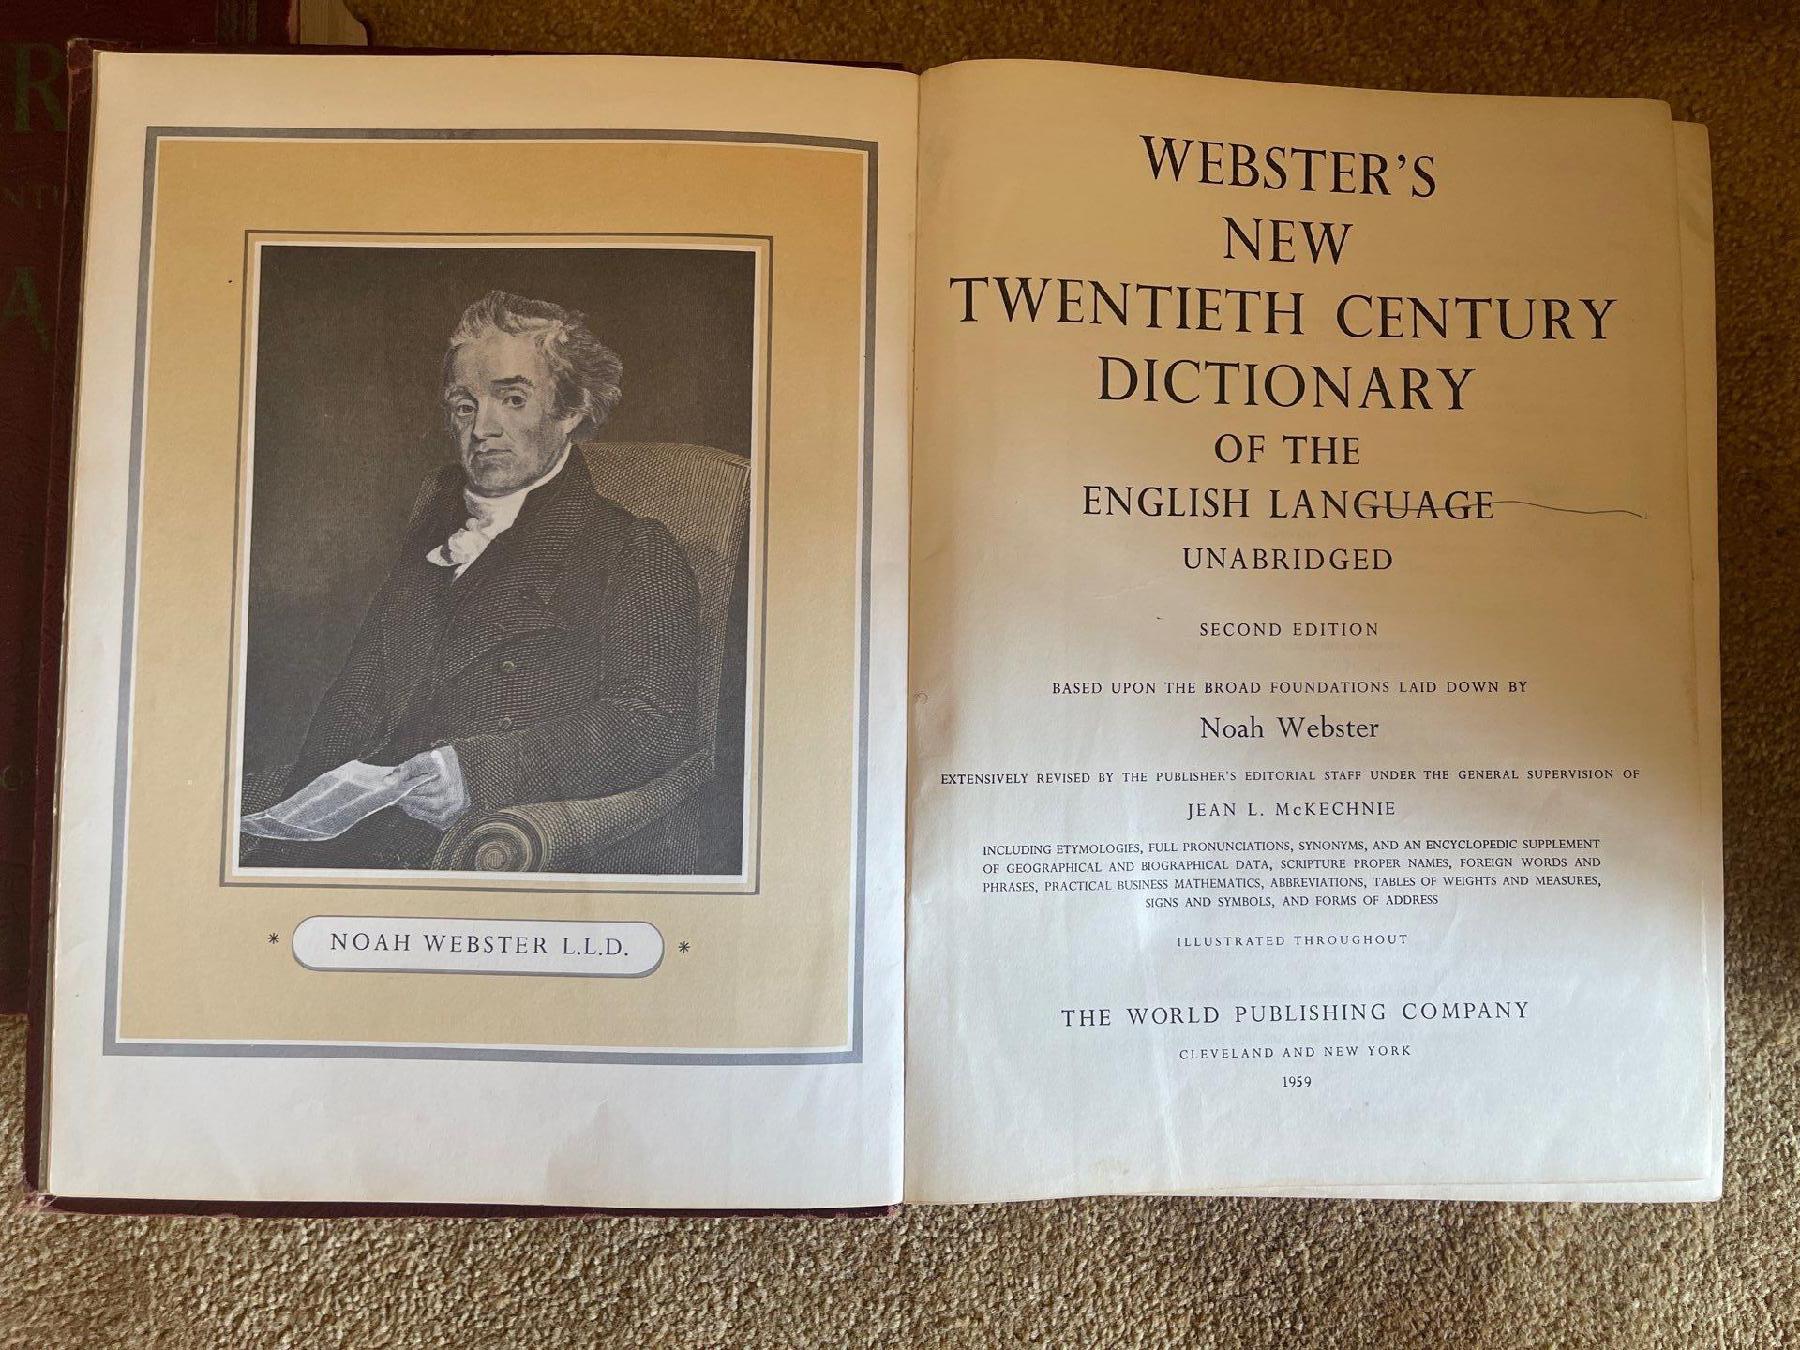 NOAH WEBSTER L.L.D.
WEBSTER'S
NEW
TWENTIETH CENTURY
DICTIONARY
OF THE
ENGLISH LANGUAGE
UNABRIDGED
SECOND EDITION
BASED UPON THE BROAD FOUNDATIONS LAID DOWN BY
Noah Webster
EXTENSIVELY REVISED BY THE PUBLISHER'S EDITORIAL STAFF UNDER THE GENERAL SUPERVISION OF
JEAN L. McKECHNIE
INCLUDING ETYMOLOGIES, FULL PRONUNCIATIONS, SYNONYMS, AND AN ENCYCLOPEDIC SUPPLEMENT
OF GEOGRAPHICAL AND BIOGRAPHICAL DATA, SCRIPTURE PROPER NAMES, FOREIGN WORDS AND
PHRASES, PRACTICAL BUSINESS MATHEMATICS, ABBREVIATIONS, TABLES OF WEIGHTS AND MEASURES,
SIGNS AND SYMBOLS, AND FORMS OF ADDRESS
ILLUSTRATED THROUGHOUT
THE WORLD PUBLISHING COMPANY
CLEVELAND AND NEW YORK
1959